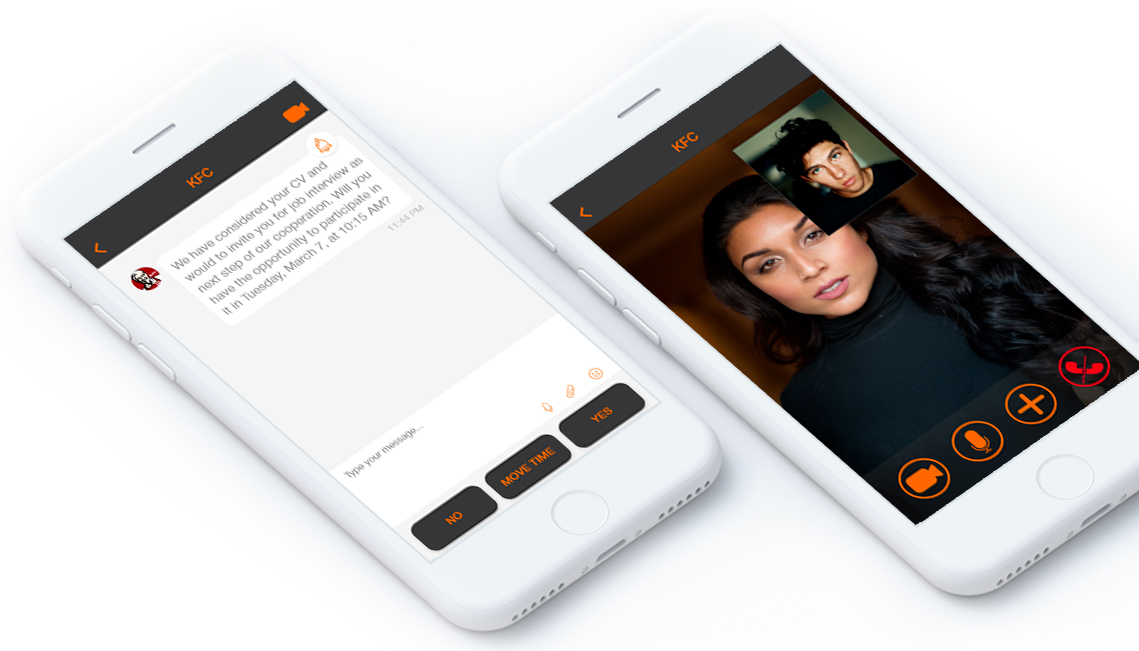 KFC
We have considered your CV and
would to invite you for job interview as
next step of our cooperation. Will you
have the opportunity to participate in
it in Tuesday, March 7, at 10:15 AM?
11:44 PM
Type your message...
NO
MOVE TIME
YES
KFC